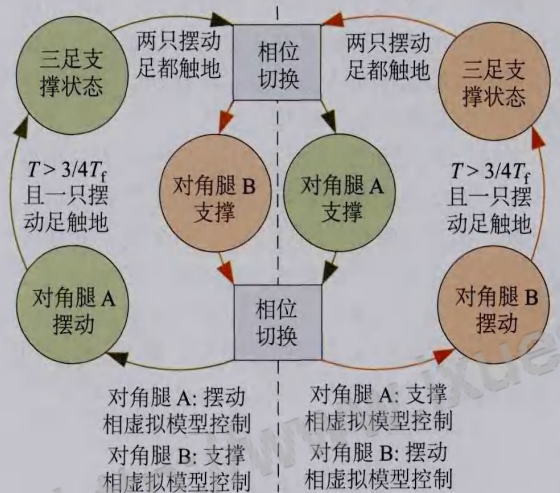 三足支
撑状态
两只摆动
足都触地
相位
切换
两只摆动
足都触地
三足支
撑状态
T > 3/4Tf
且一只摆
动足触地
对角腿 B
支撑
对角腿 A
支撑
T > 3/4Tf
且一只摆
动足触地
对角腿 A
摆动
相位
切换
对角腿 B
摆动
对角腿 A: 摆动
相虚拟模型控制
对角腿 B: 支撑
相虚拟模型控制
对角腿 A: 支撑
相虚拟模型控制
对角腿 B: 摆动
相虚拟模型控制